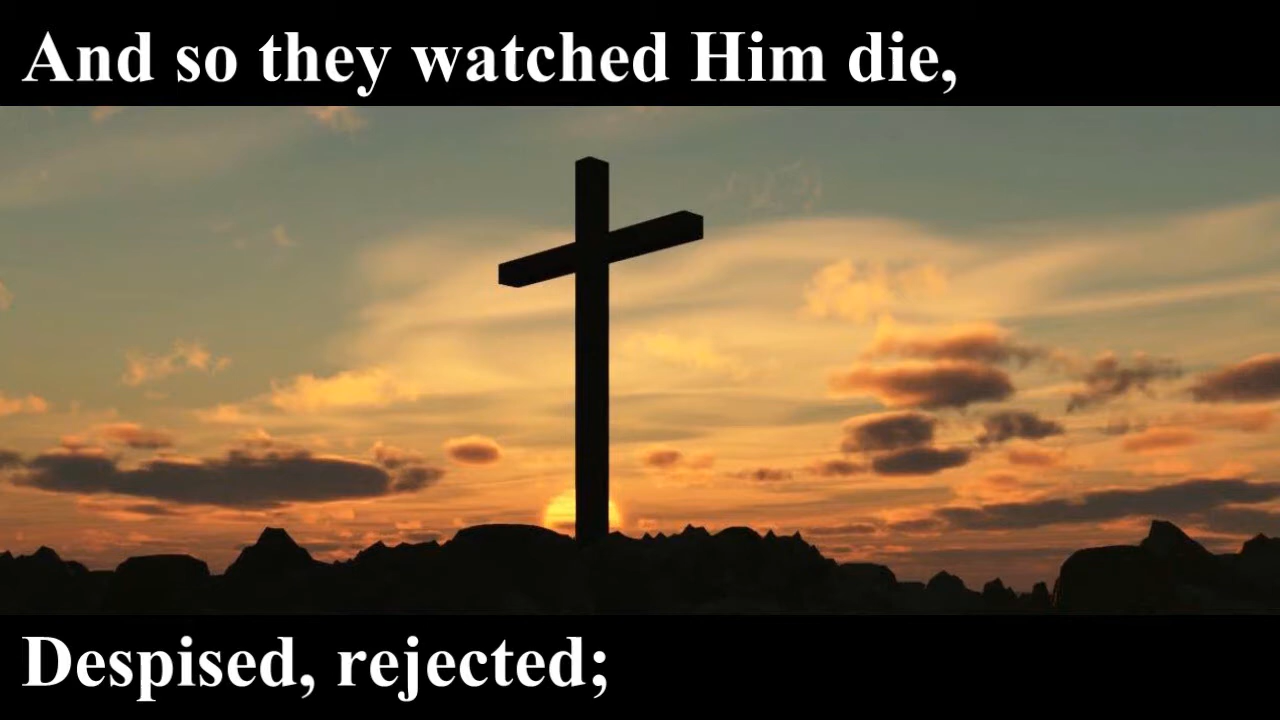 And so they watched Him die,
Despised, rejected;